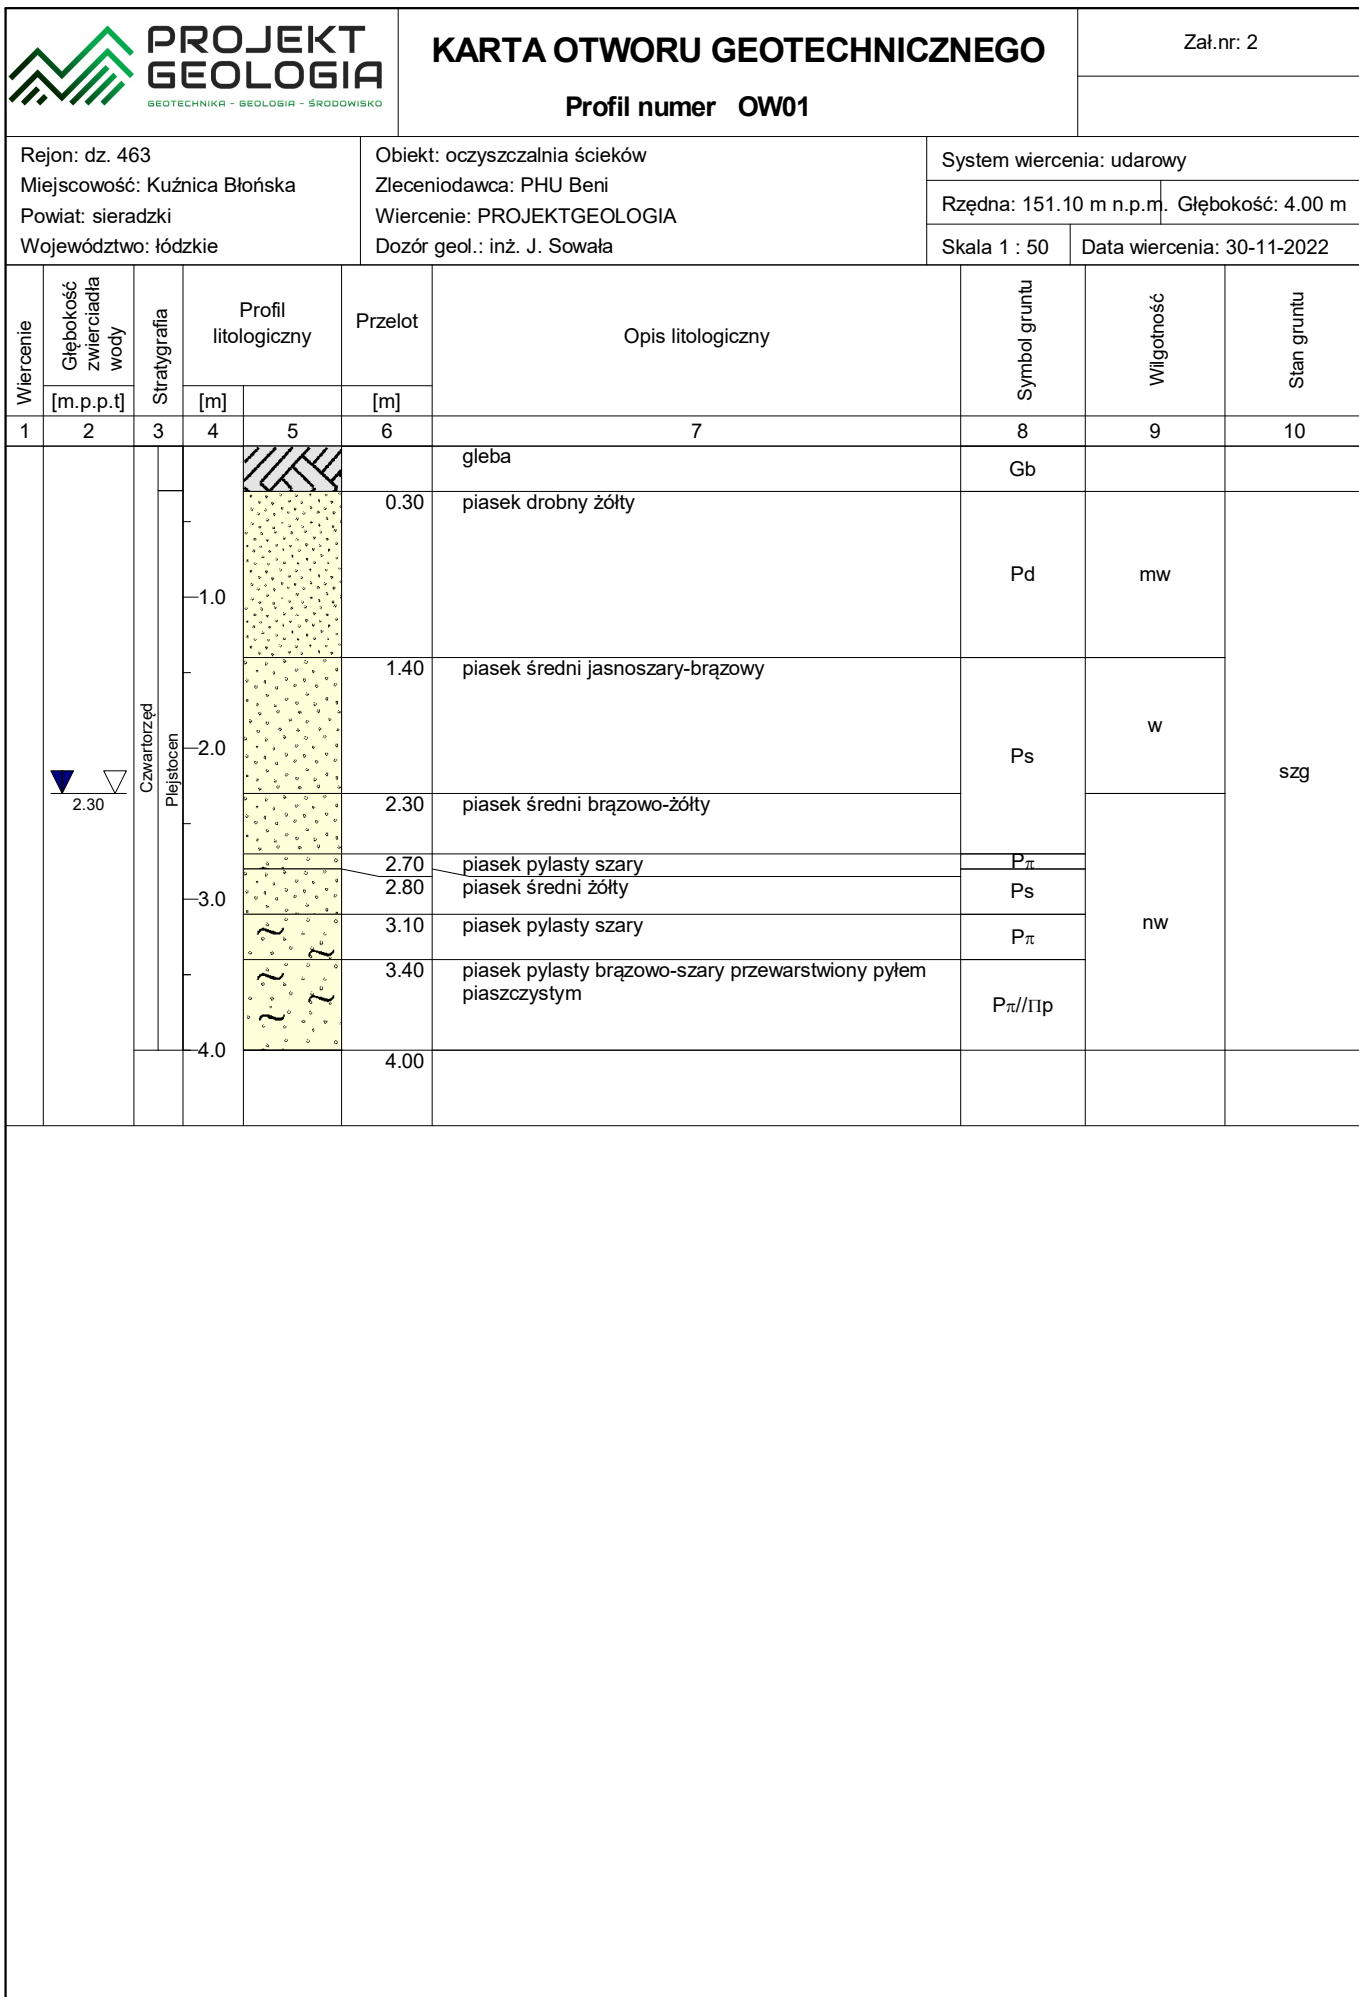 PROJEKT
GEOLOGIA
GEOTECHNIKA - GEOLOGIA - ŚRODOWISKO
KARTA OTWORU GEOTECHNICZNEGO
Profil numer OW01
Zał.nr: 2
Rejon: dz. 463
Miejscowość: Kuźnica Błońska
Powiat: sieradzki
Województwo: łódzkie
Obiekt: oczyszczalnia ścieków
Zleceniodawca: PHU Beni
Wiercenie: PROJEKTGEOLOGIA
Dozór geol.: inż. J. Sowała
System wiercenia: udarowy
Rzędna: 151.10 m n.p.m. Głębokość: 4.00 m
Skala 1 : 50 Data wiercenia: 30-11-2022
Wiercenie
Głębokość
zwierciadła
wody
[m.p.p.t]
Stratygrafia
Profil
litologiczny
[m]
Przelot
[m]
Opis litologiczny
Symbol gruntu
Wilgotność
Stan gruntu
1 2 3 4 5 6 7 8 9 10
gleba Gb
0.30 piasek drobny żółty
Pd mw
1.0
1.40 piasek średni jasnoszary-brązowy
w
Czwartorzęd
Plejstocen
2.0
Ps
szg
2.30
2.30 piasek średni brązowo-żółty
2.70 piasek pylasty szary Pπ
2.80 piasek średni żółty Ps
3.0
3.10 piasek pylasty szary Pπ
nw
3.40 piasek pylasty brązowo-szary przewarstwiony pyłem
piaszczystym
Pπ//Πp
4.0
4.00